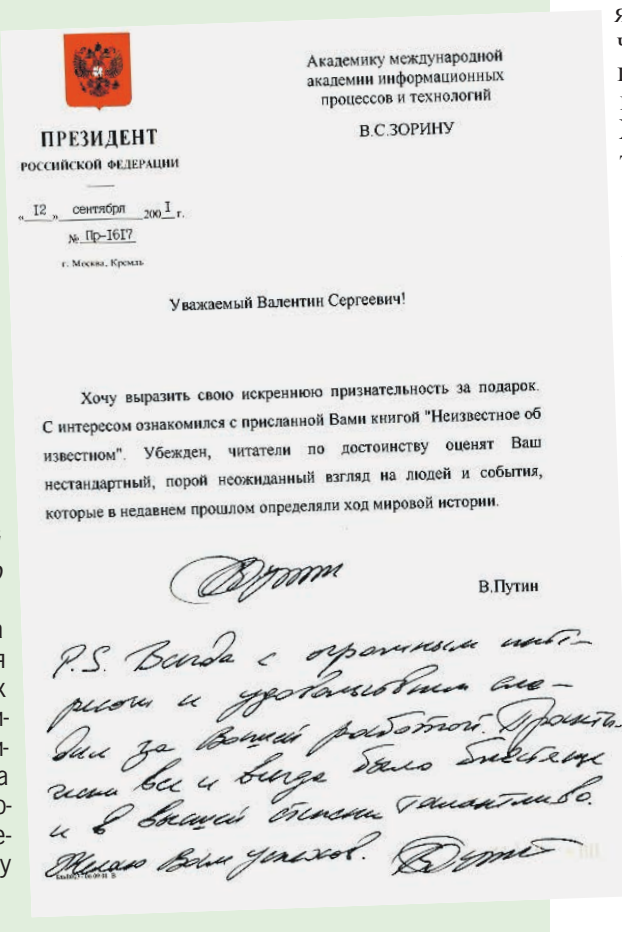 Академику международной
академии информационных
процессов и технологий
В.С.ЗОРИНУ
ПРЕЗИДЕНТ
РОССИЙСКОЙ ФЕДЕРАЦИИ
„ 12 „ сентября 2001 г.
№ Пр-1617
г. Москва, Кремль
Уважаемый Валентин Сергеевич!
Хочу выразить свою искреннюю признательность за подарок.
С интересом ознакомился с присланной Вами книгой "Неизвестное об
известном". Убежден, читатели по достоинству оценят Ваш
нестандартный, порой неожиданный взгляд на людей и события,
которые в недавнем прошлом определяли ход мировой истории.
В.Путин
P.S. Всегда с огромным инте-
ресом и удовольствием сле-
дил за Вашей работой. Практи-
чески все и всегда было блестяще
и в высшей степени талантливо.
Желаю Вам успехов.